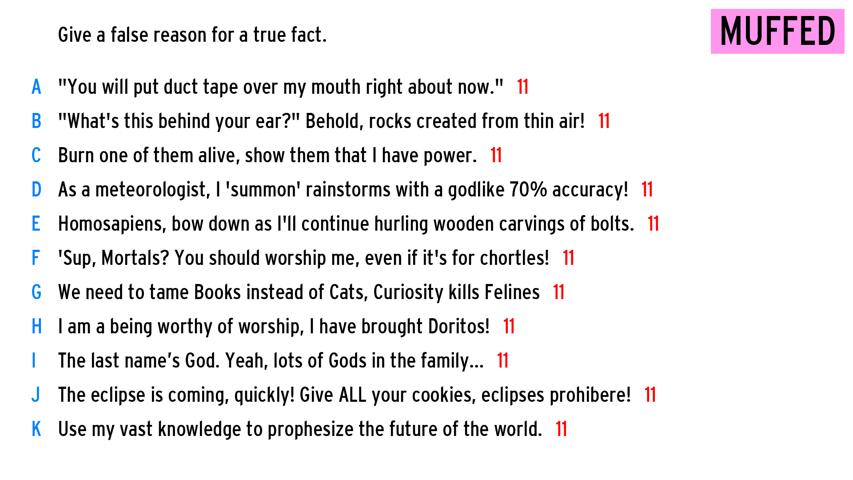 Give a false reason for a true fact.
MUFFED
A "You will put duct tape over my mouth right about now." 11
B "What's this behind your ear?" Behold, rocks created from thin air! 11
C Burn one of them alive, show them that I have power. 11
D As a meteorologist, I 'summon' rainstorms with a godlike 70% accuracy! 11
E Homosapiens, bow down as I'll continue hurling wooden carvings of bolts. 11
F 'Sup, Mortals? You should worship me, even if it's for chortles! 11
G We need to tame Books instead of Cats, Curiosity kills Felines 11
H I am a being worthy of worship, I have brought Doritos! 11
I The last name’s God. Yeah, lots of Gods in the family... 11
J The eclipse is coming, quickly! Give ALL your cookies, eclipses prohibere! 11
K Use my vast knowledge to prophesize the future of the world. 11